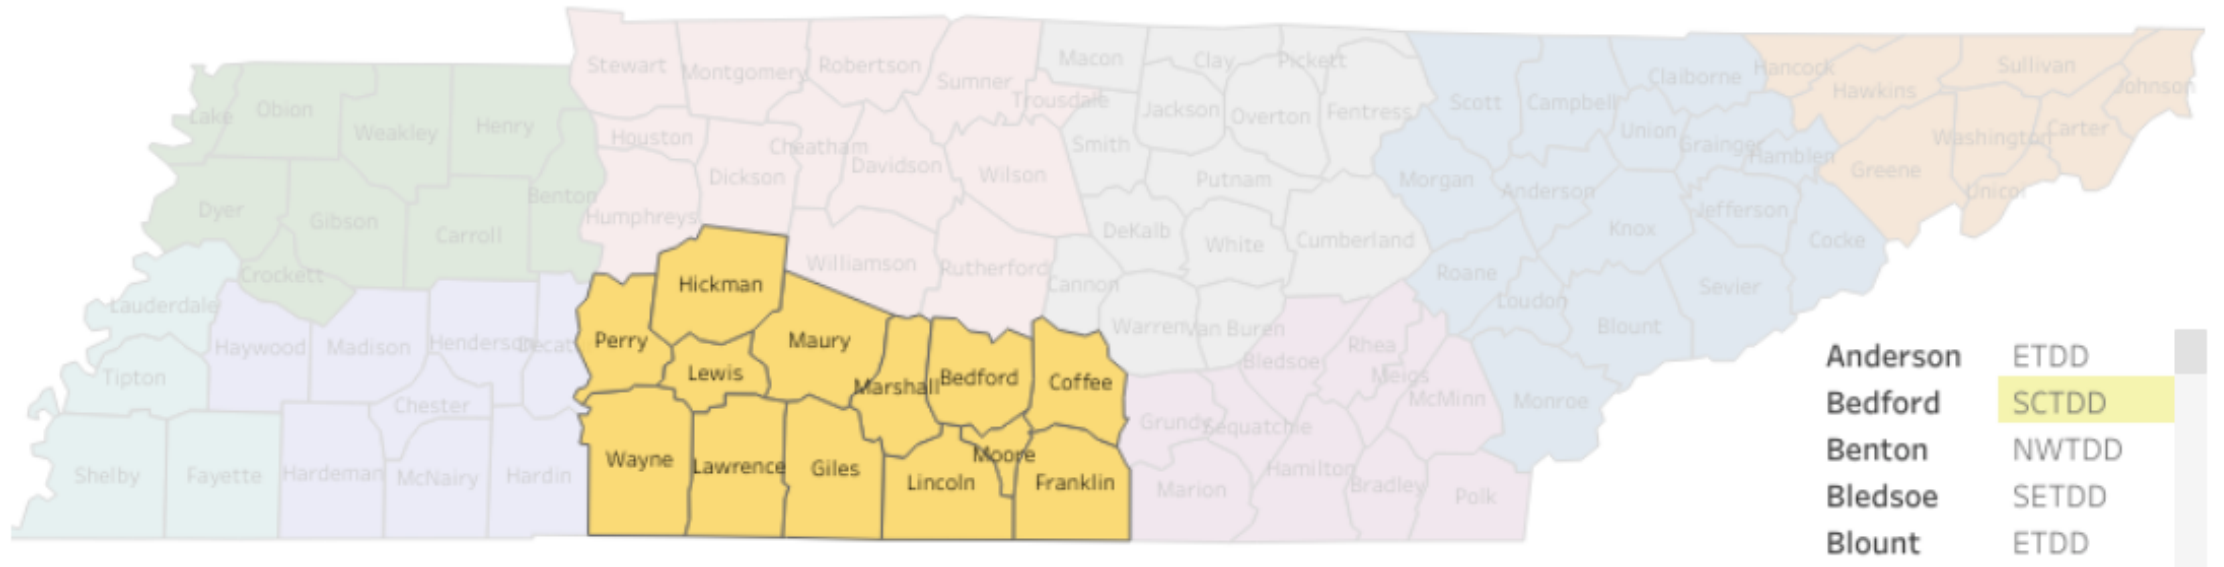 Stewart
Montgomery
Robertson
Sumner
Macon
Clay
Pickett
Trousdale
Lake
Obion
Weakley
Henry
Houston
Cheatham
Smith
Jackson
Overton
Fentress
Scott
Campbell
Claiborne
Hancock
Hawkins
Sullivan
Johnson
Union
Grainger
Hamblen
Washington
Carter
Greene
Unicoi
Dyer
Gibson
Carroll
Benton
Dickson
Davidson
Wilson
Putnam
Morgan
Anderson
Humphreys
DeKalb
White
Cumberland
Knox
Jefferson
Cocke
Crockett
Lauderdale
Hickman
Williamson
Rutherford
Cannon
Roane
Loudon
Sevier
Blount
Tipton
Haywood
Madison
Henderson
Decat
Perry
Lewis
Maury
Marshall
Bedford
Coffee
Warren
Van Buren
Bledsoe
Rhea
Meigs
McMinn
Monroe
Chester
Grundy
Sequatchie
Shelby
Fayette
Hardeman
McNairy
Hardin
Wayne
Lawrence
Giles
Lincoln
Moore
Franklin
Marion
Hamilton
Bradley
Polk
Anderson ETDD
Bedford SCTDD
Benton NWTDD
Bledsoe SETDD
Blount ETDD